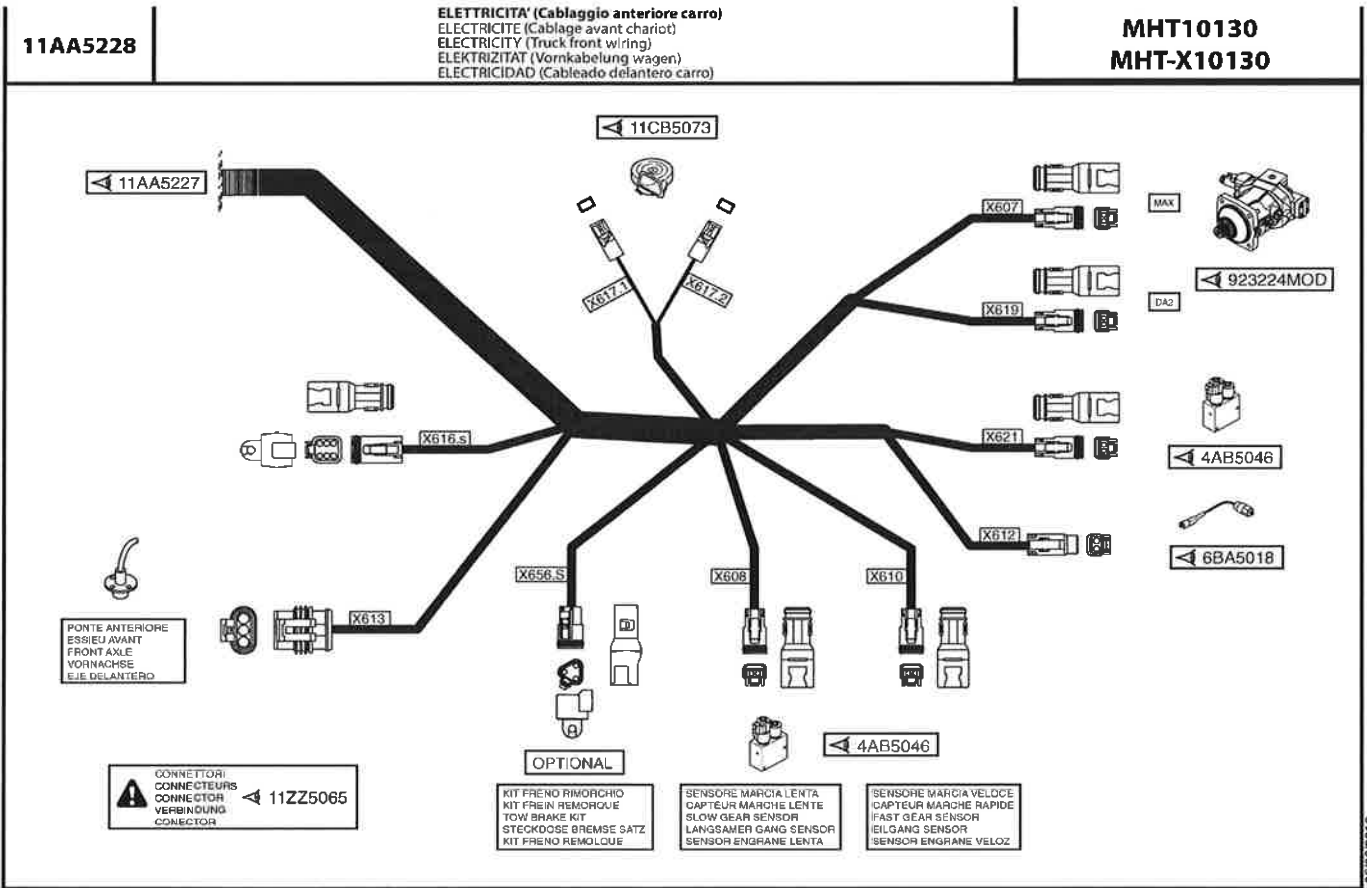 11AA5228
ELETTRICITA' (Cablaggio anteriore carro)
ELECTRICITE (Cablage avant chariot)
ELECTRICITY (Truck front wiring)
ELEKTRIZITAT (Vornkabelung wagen)
ELECTRICIDAD (Cableado delantero carro)
MHT10130
MHT-X10130
11CB5073
11AA5227
X607
MAX
X617.1
X617.2
923224MOD
X619
DA2
X616.s
X621
4AB5046
X612
6BA5018
X656.S
X608
X610
X613
PONTE ANTERIORE
ESSIEU AVANT
FRONT AXLE
VORNACHSE
EJE DELANTERO
4AB5046
OPTIONAL
CONNETTORI
CONNECTEURS
CONNECTOR
VERBINDUNG
CONECTOR
11ZZ5065
KIT FRENO RIMORCHIO
KIT FREIN REMORQUE
TOW BRAKE KIT
STECKDOSE BREMSE SATZ
KIT FRENO REMOLQUE
SENSORE MARCIA LENTA
CAPTEUR MARCHE LENTE
SLOW GEAR SENSOR
LANGSAMER GANG SENSOR
SENSOR ENGRANE LENTA
SENSORE MARCIA VELOCE
CAPTEUR MARCHE RAPIDE
FAST GEAR SENSOR
EILGANG SENSOR
SENSOR ENGRANE VELOZ